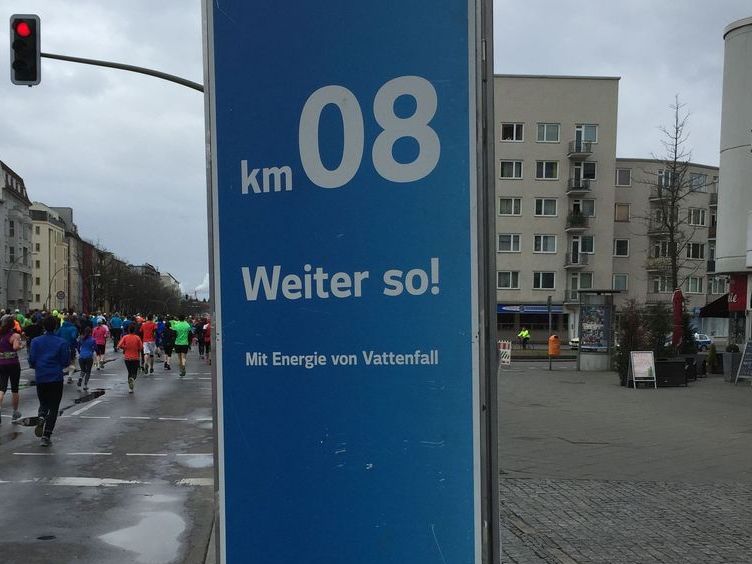 km 08
Weiter so!
Mit Energie von Vattenfall